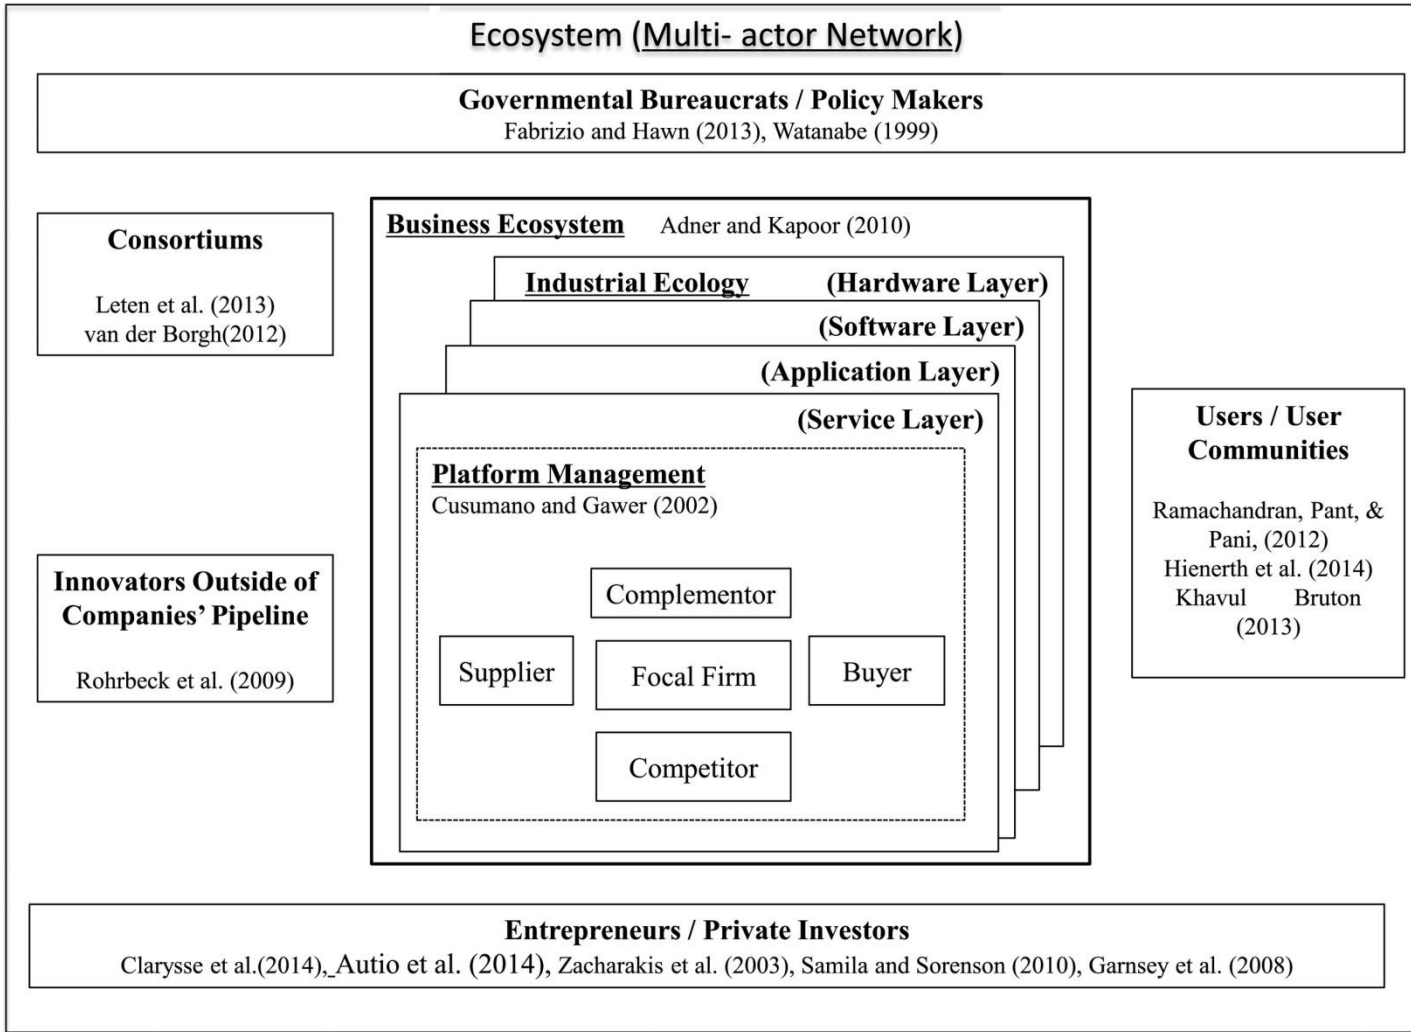 Ecosystem (Multi- actor Network)
Governmental Bureaucrats / Policy Makers
Fabrizio and Hawn (2013), Watanabe (1999)
Consortiums
Leten et al. (2013)
van der Borgh(2012)
Business Ecosystem Adner and Kapoor (2010)
Industrial Ecology (Hardware Layer)
(Software Layer)
(Application Layer)
(Service Layer)
Platform Management
Cusumano and Gawer (2002)
Complementor
Supplier
Focal Firm
Buyer
Competitor
Innovators Outside of
Companies’ Pipeline
Rohrbeck et al. (2009)
Users / User
Communities
Ramachandran, Pant, &
Pani, (2012)
Hienerth et al. (2014)
Khavul Bruton
(2013)
Entrepreneurs / Private Investors
Clarysse et al.(2014), Autio et al. (2014), Zacharakis et al. (2003), Samila and Sorenson (2010), Garnsey et al. (2008)